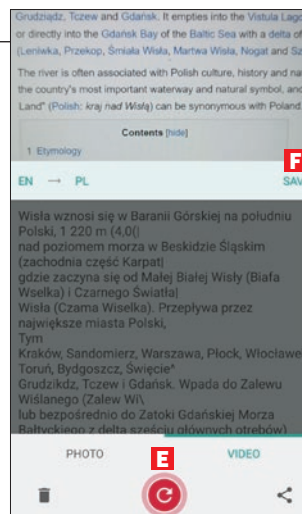 Grudziądz, Tczew and Gdańsk. It empties into the Vistula Lago
or directly into the Gdańsk Bay of the Baltic Sea with a delta of
(Leniwka, Przekop, Śmiała Wisła, Martwa Wisła, Nogat and Sz
The river is often associated with Polish culture, history and na
the country's most important waterway and natural symbol, and
Land" (Polish: kraj nad Wisłą) can be synonymous with Poland
Contents [hide]
1 Etymology
F
EN → PL SAV
Wisła wznosi się w Baranii Górskiej na południu
Polski, 1 220 m (4,0(|
nad poziomem morza w Beskidzie Śląskim
(zachodnia część Karpat|
gdzie zaczyna się od Małej Białej Wisły (Biafa
Wselka) i Czarnego Światła|
Wisła (Czama Wiselka). Przepływa przez
największe miasta Polski,
Tym
Kraków, Sandomierz, Warszawa, Płock, Włocławe
Toruń, Bydgoszcz, Święcie^
Grudzikdz, Tczew i Gdańsk. Wpada do Zalewu
Wiślanego (Zalew Wi\
lub bezpośrednio do Zatoki Gdańskiej Morza
Bałtyckiego z deltą sześciu głównych otrębów)
PHOTO E VIDEO